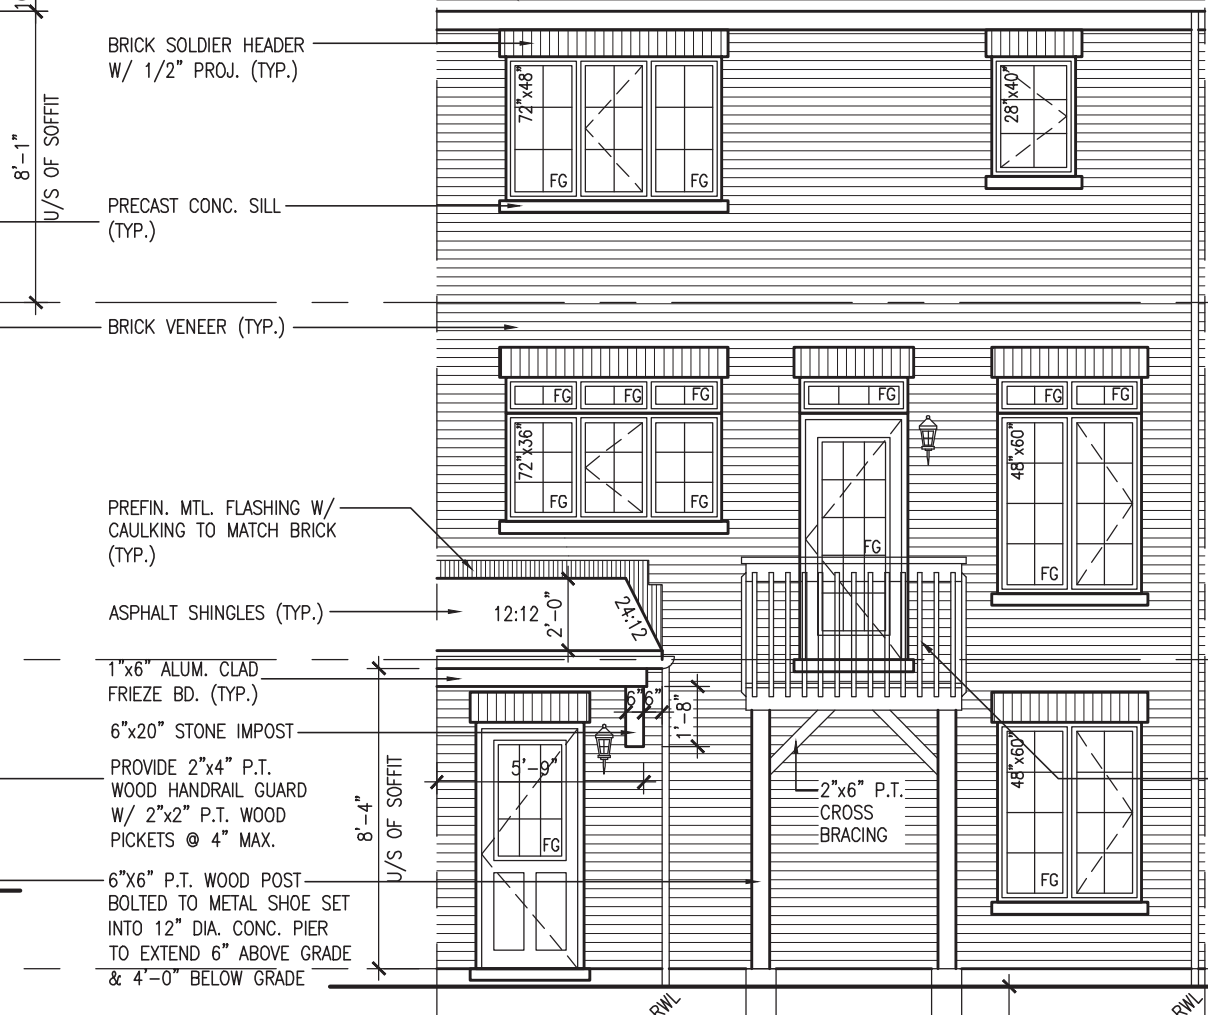 BRICK SOLDIER HEADER
W/ 1/2" PROJ. (TYP.)
8'-1"
U/S OF SOFFIT
72"x48"
FG
FG
28"x40"
PRECAST CONC. SILL
(TYP.)
BRICK VENEER (TYP.)
FG
FG
FG
FG
FG
FG
72"x36"
FG
FG
48"x60"
FG
FG
PREFIN. MTL. FLASHING W/
CAULKING TO MATCH BRICK
(TYP.)
ASPHALT SHINGLES (TYP.)
12:12
2'-0"
24:12
1"x6" ALUM. CLAD
FRIEZE BD. (TYP.)
6"
6"
1'-8"
6"x20" STONE IMPOST
5'-9"
FG
48"x60"
FG
PROVIDE 2"x4" P.T.
WOOD HANDRAIL GUARD
W/ 2"x2" P.T. WOOD
PICKETS @ 4" MAX.
8'-4"
U/S OF SOFFIT
2"x6" P.T.
CROSS
BRACING
6"X6" P.T. WOOD POST
BOLTED TO METAL SHOE SET
INTO 12" DIA. CONC. PIER
TO EXTEND 6" ABOVE GRADE
& 4'-0" BELOW GRADE
RWL
RWL